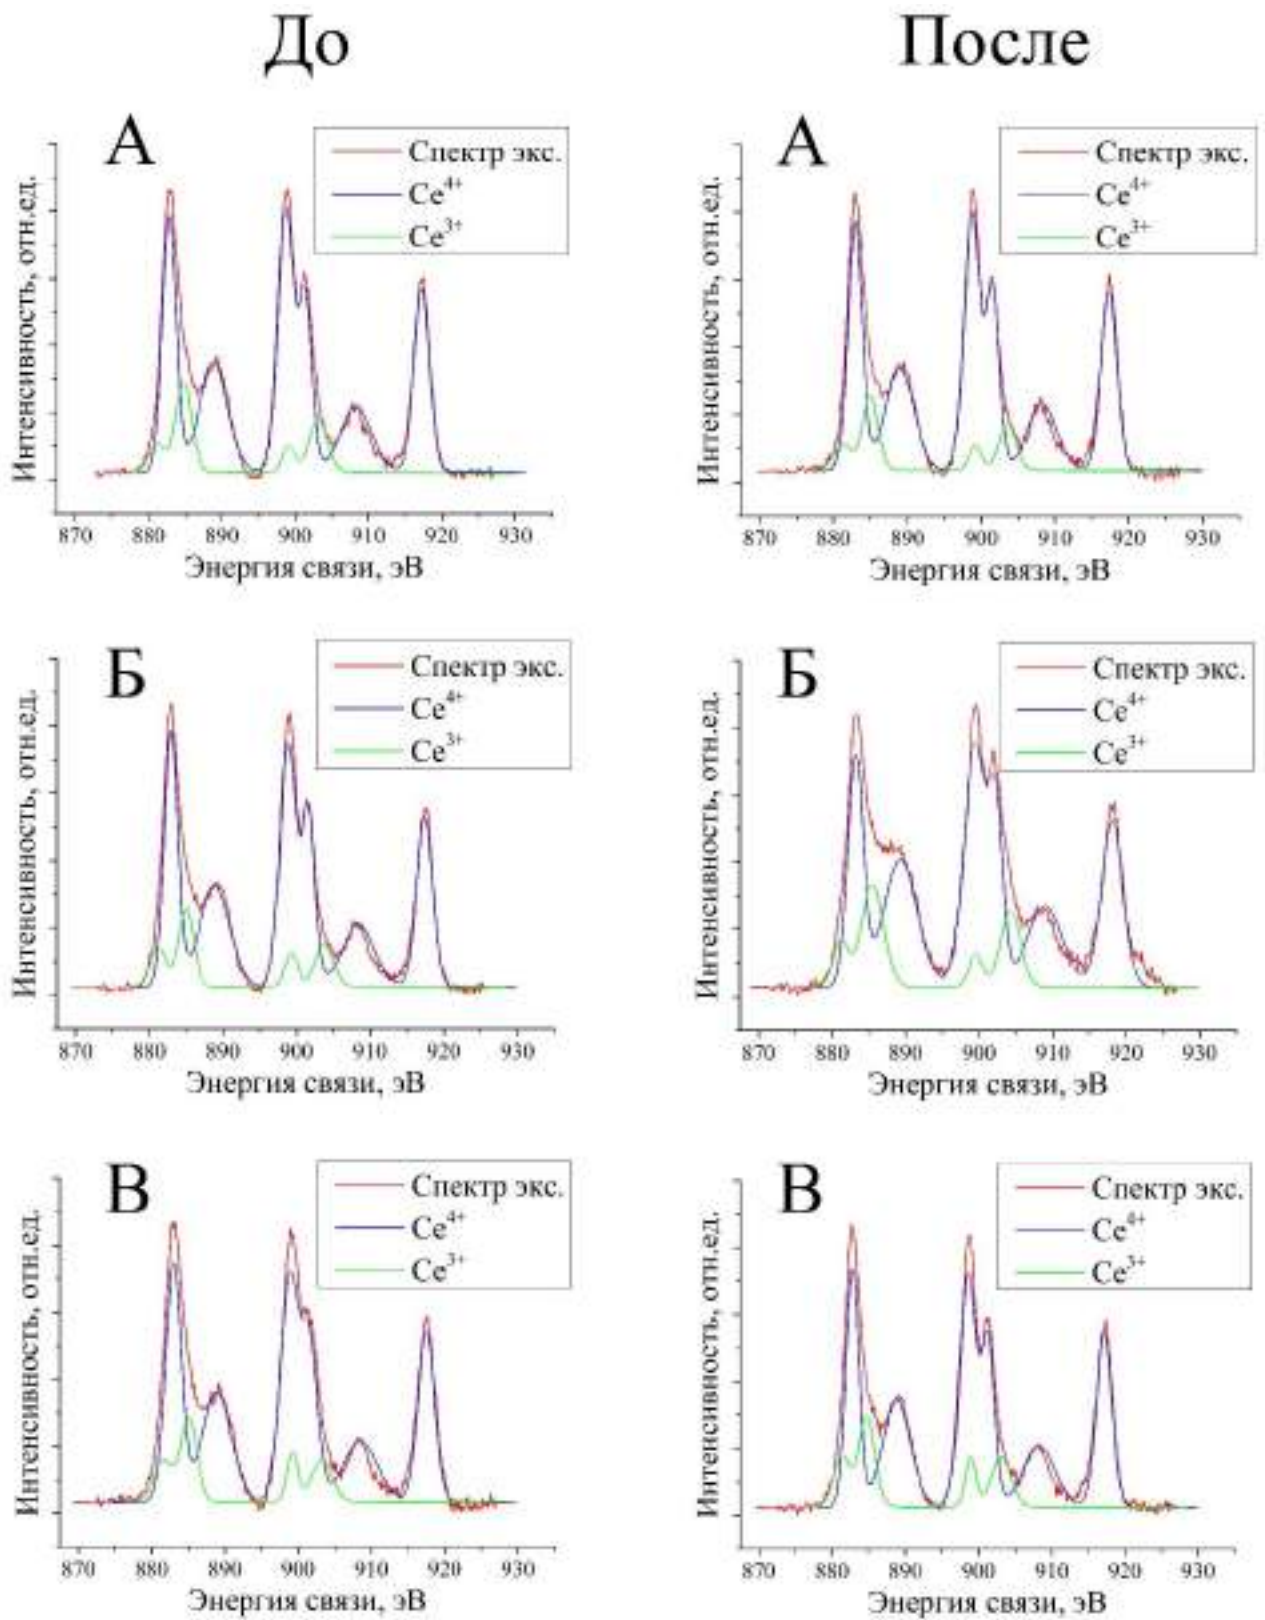 До
После
А
Спектр экс.
Ce4+
Ce3+
Интенсивность, отн.ед.
870 880 890 900 910 920 930
Энергия связи, эВ
А
Спектр экс.
Ce4+
Ce3+
Интенсивность, отн.ед.
870 880 890 900 910 920 930
Энергия связи, эВ
Б
Спектр экс.
Ce4+
Ce3+
Интенсивность, отн.ед.
870 880 890 900 910 920 930
Энергия связи, эВ
Б
Спектр экс.
Ce4+
Ce3+
Интенсивность, отн.ед.
870 880 890 900 910 920 930
Энергия связи, эВ
В
Спектр экс.
Ce4+
Ce3+
Интенсивность, отн.ед.
870 880 890 900 910 920 930
Энергия связи, эВ
В
Спектр экс.
Ce4+
Ce3+
Интенсивность, отн.ед.
870 880 890 900 910 920 930
Энергия связи, эВ